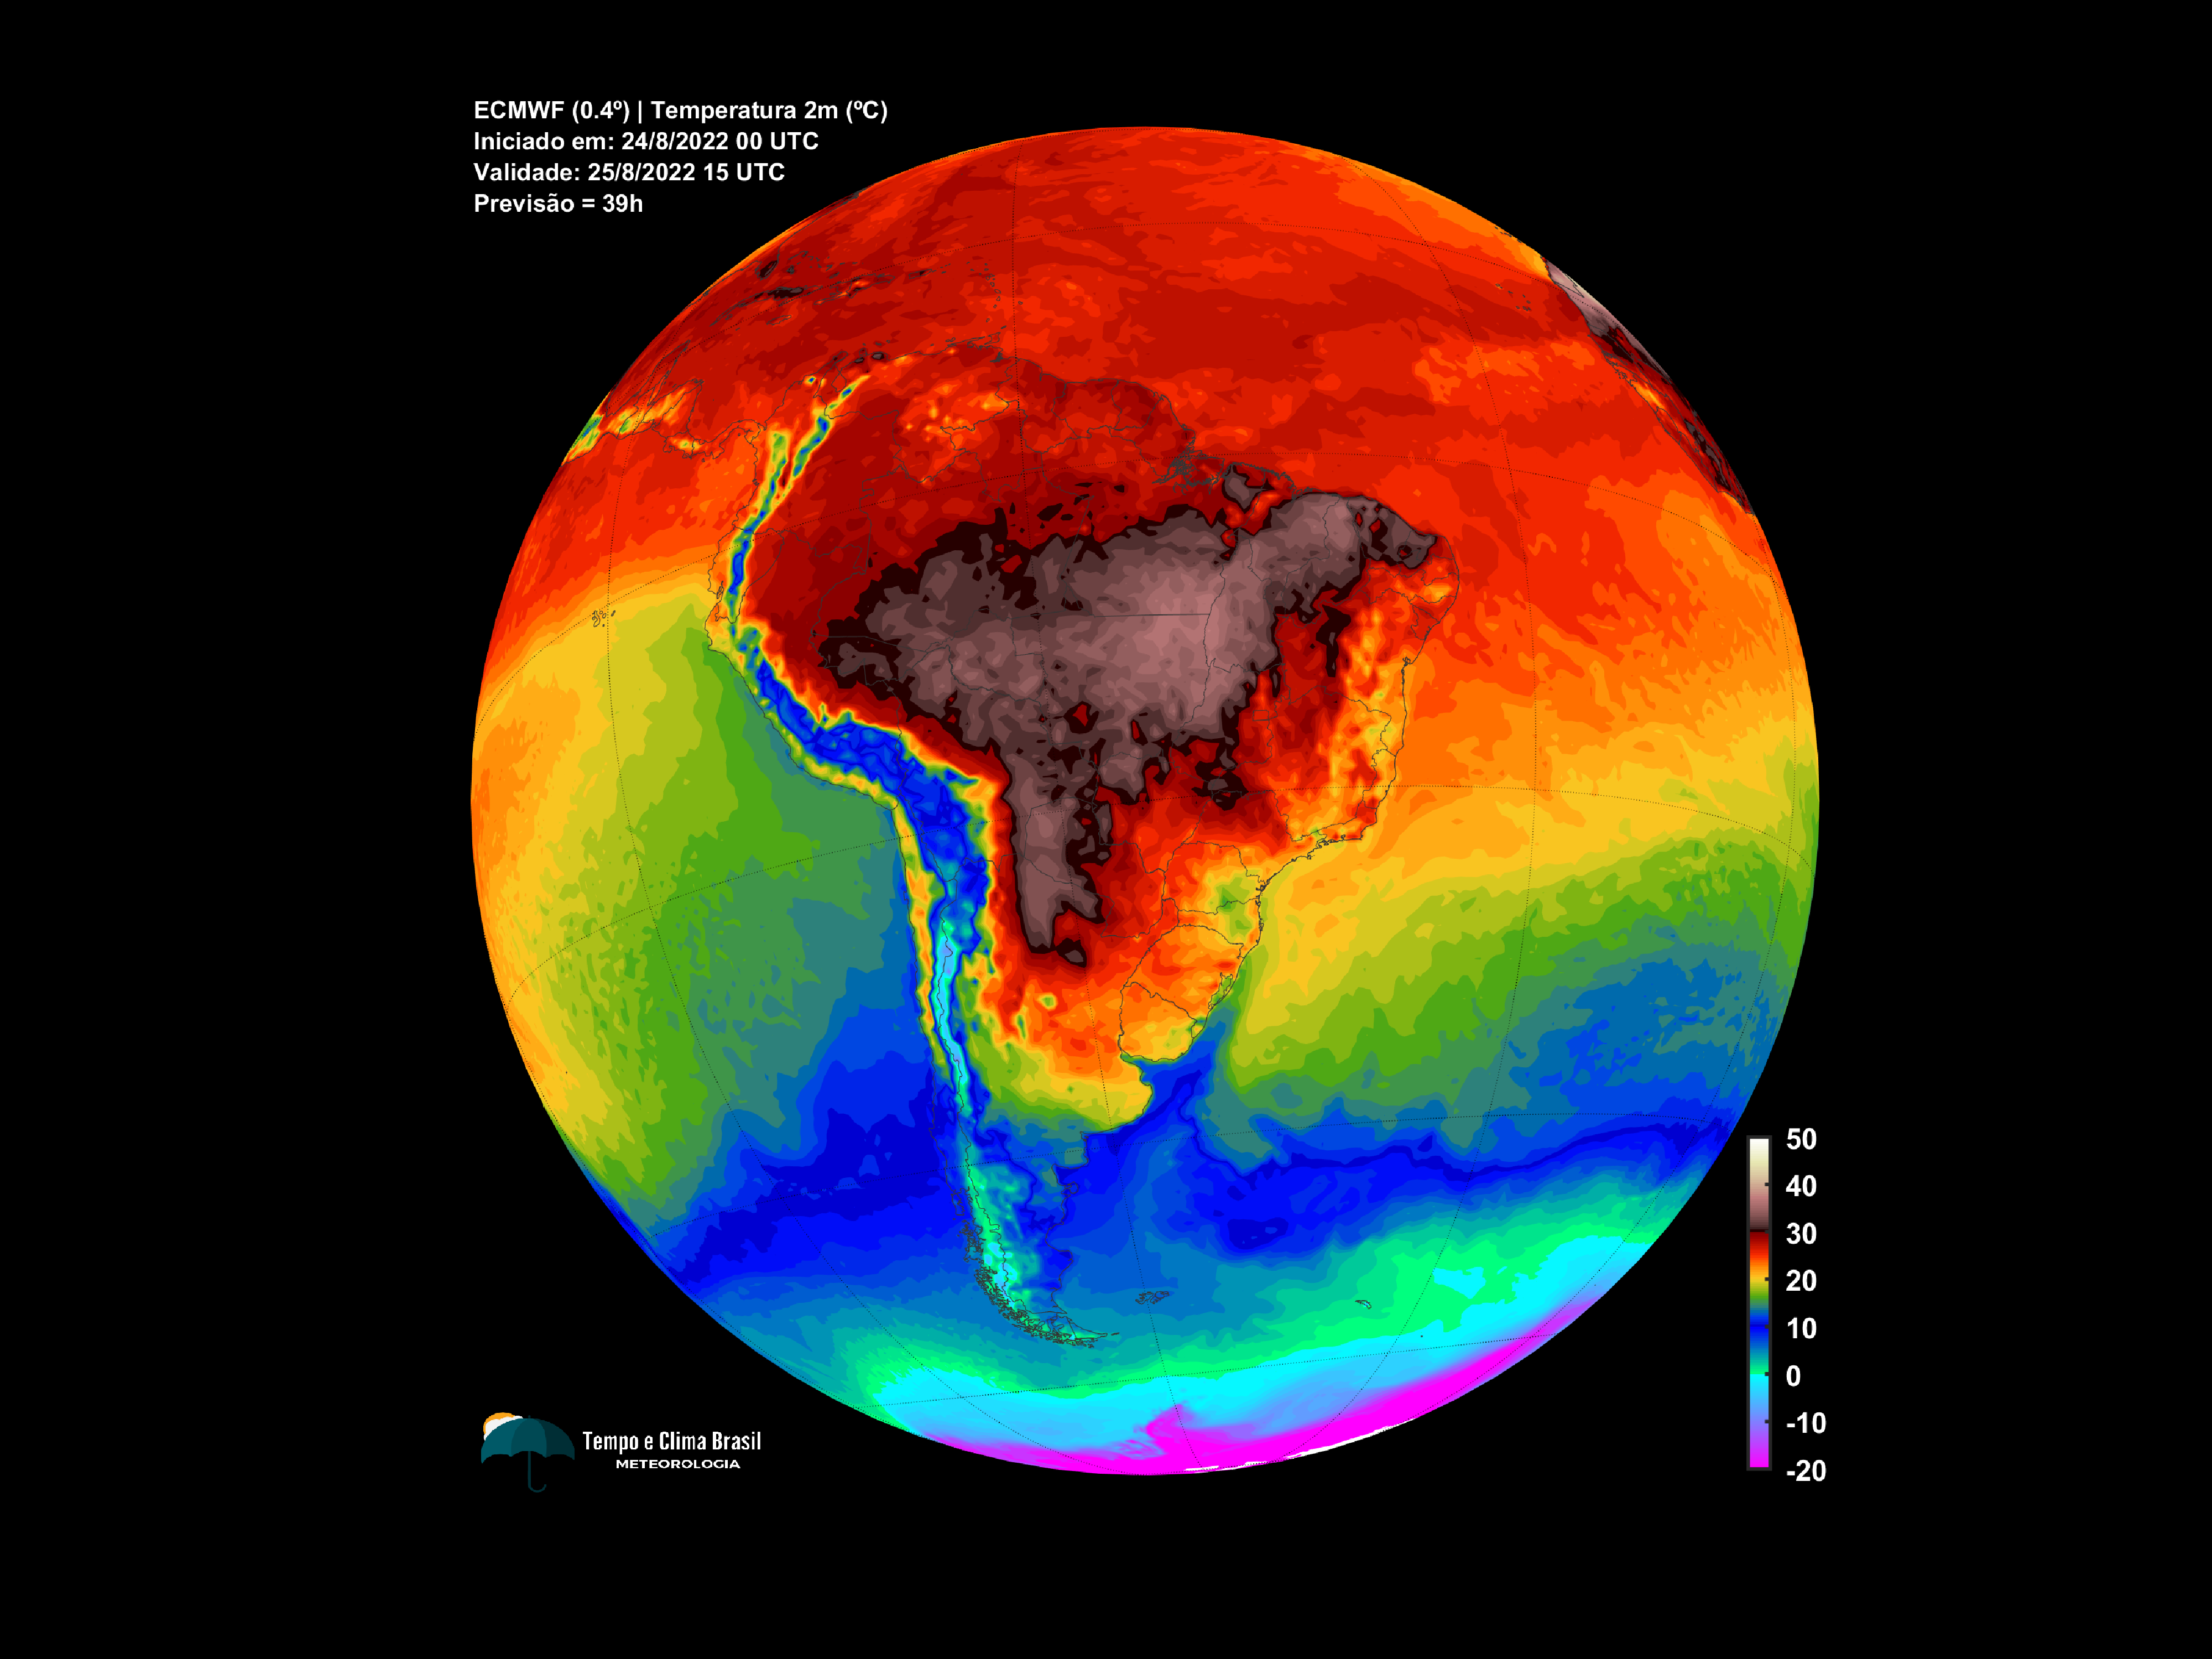 ECMWF (0.4º) | Temperatura 2m (ºC)
Iniciado em: 24/8/2022 00 UTC
Validade: 25/8/2022 15 UTC
Previsão = 39h
50
40
30
20
10
0
-10
-20
Tempo e Clima Brasil
METEOROLOGIA